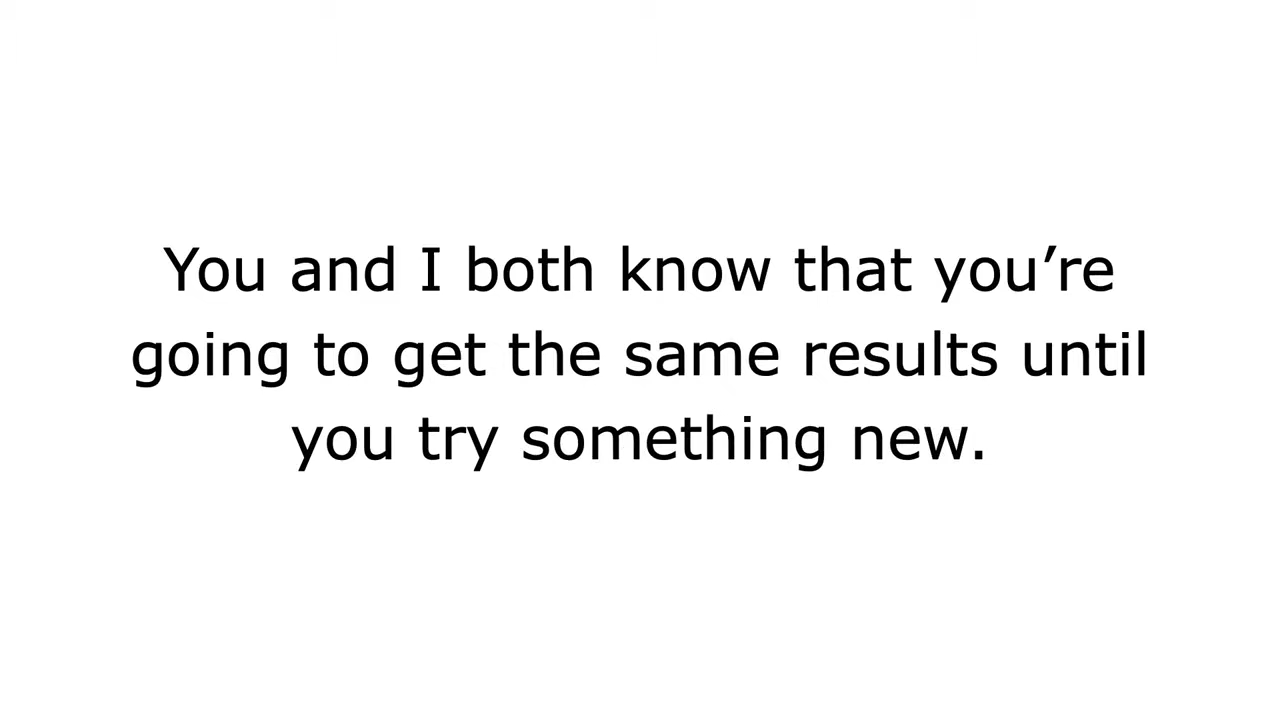 You and I both know that you’re
going to get the same results until
you try something new.